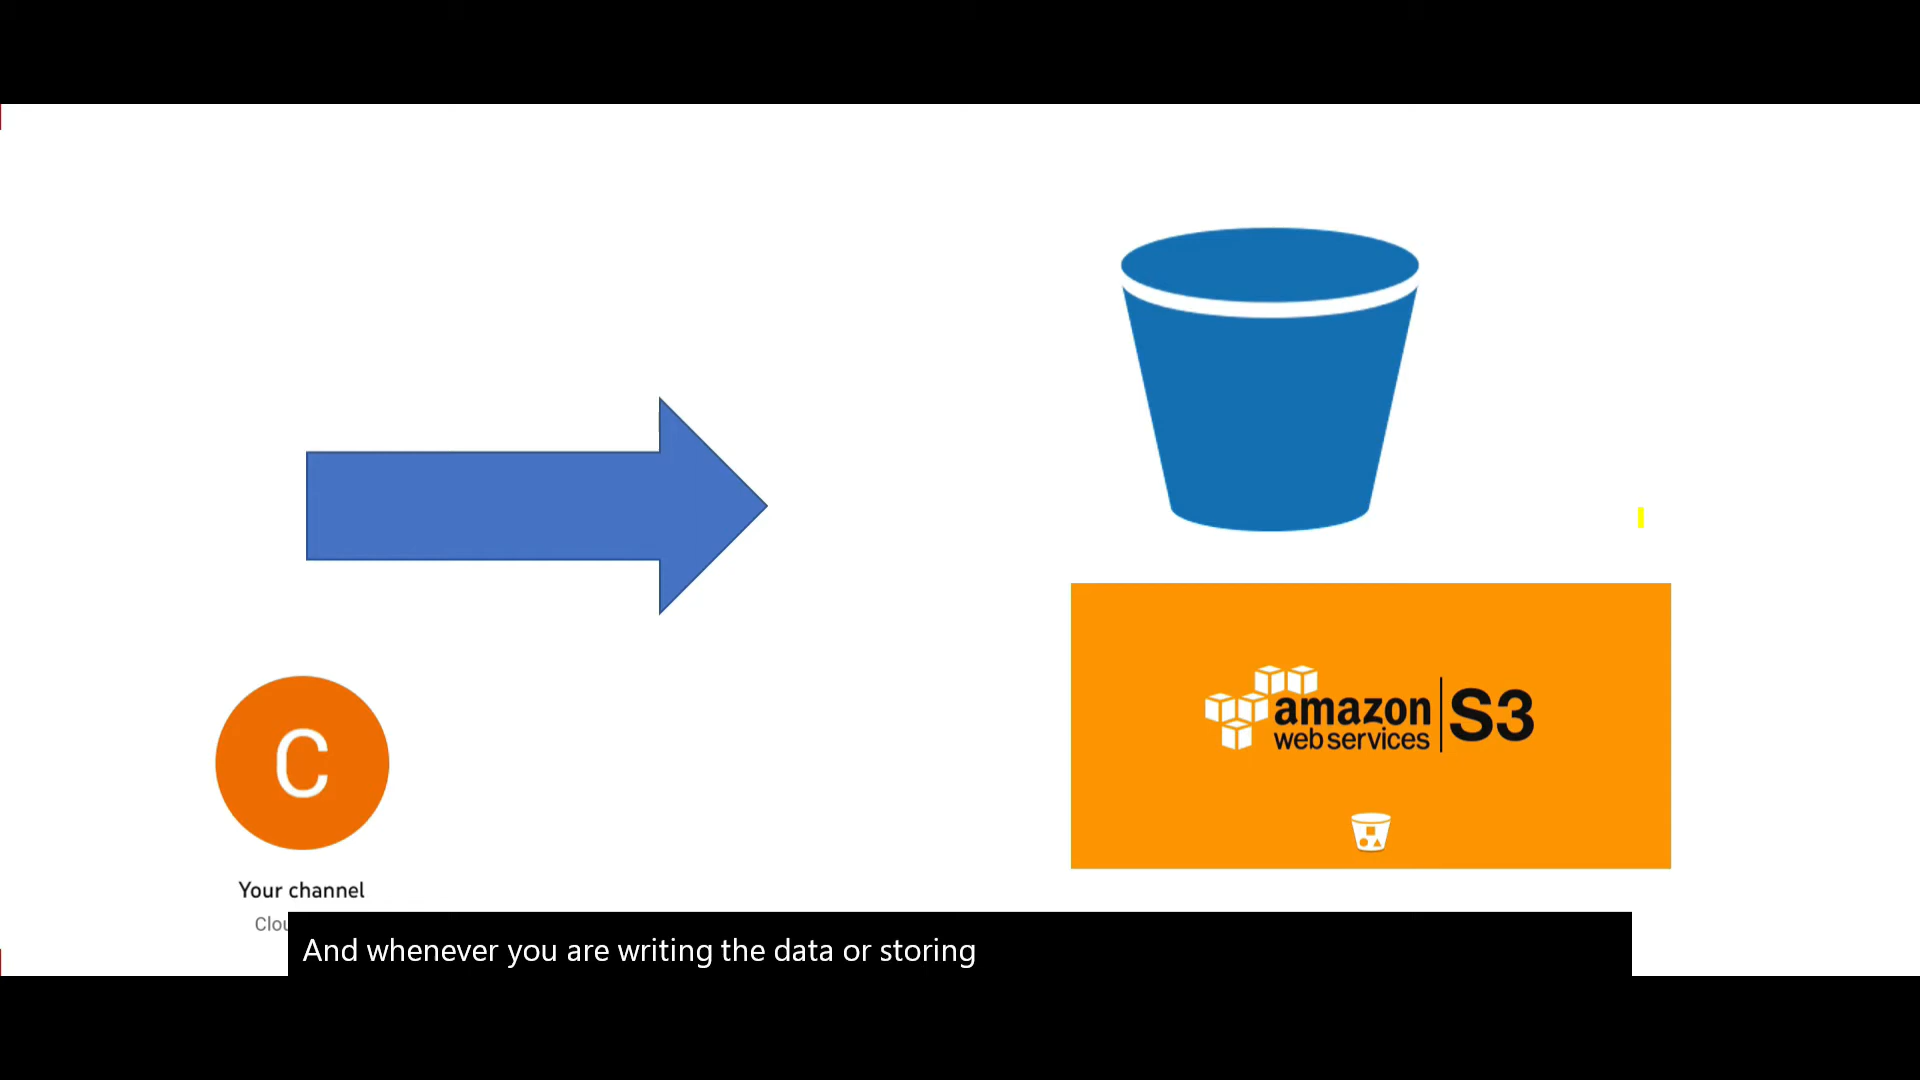 amazon
web services
S3
C
Your channel
And whenever you are writing the data or storing